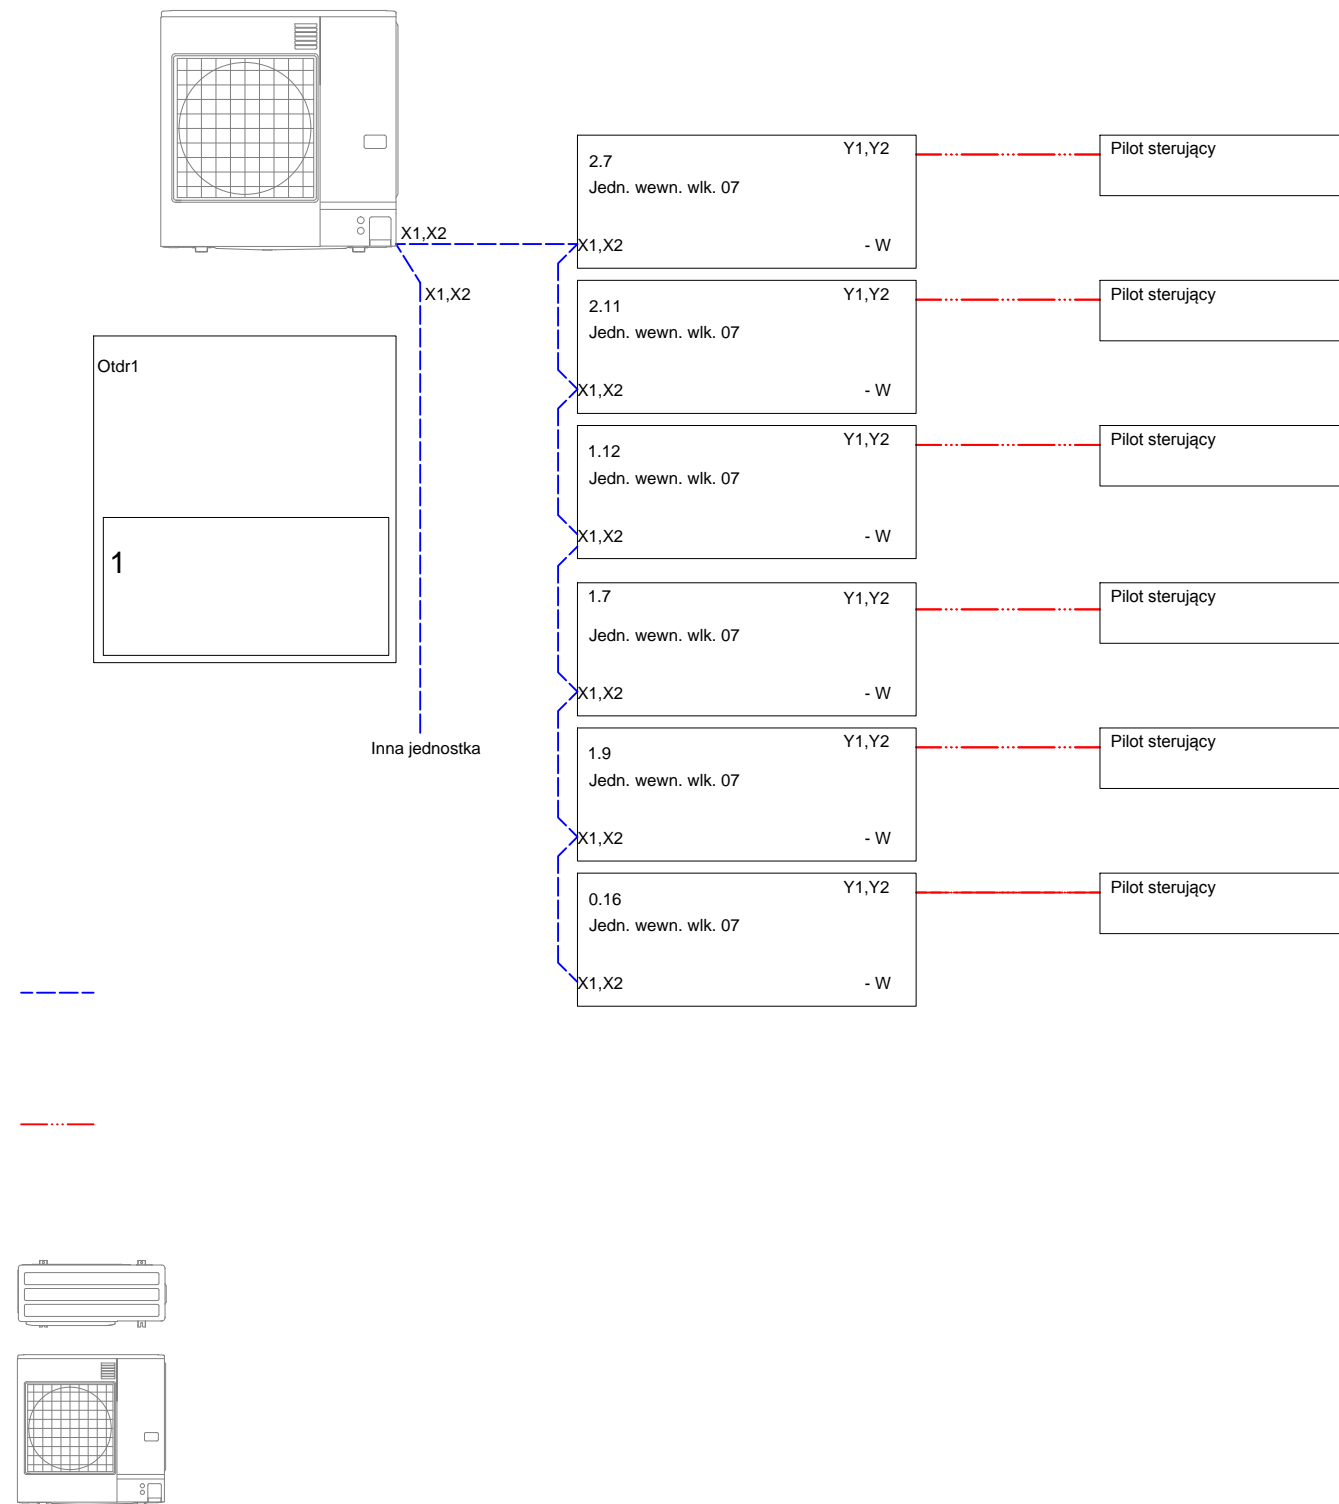 Y1,Y2
Pilot sterujący
2.7
Jedn. wewn. wlk. 07
X1,X2
X1,X2
- W
X1,X2
Y1,Y2
Pilot sterujący
2.11
Jedn. wewn. wlk. 07
Otdr1
X1,X2
- W
Y1,Y2
Pilot sterujący
1.12
Jedn. wewn. wlk. 07
X1,X2
- W
1
1.7
Y1,Y2
Pilot sterujący
Jedn. wewn. wlk. 07
X1,X2
- W
Inna jednostka
Y1,Y2
Pilot sterujący
1.9
Jedn. wewn. wlk. 07
X1,X2
- W
Y1,Y2
Pilot sterujący
0.16
Jedn. wewn. wlk. 07
X1,X2
- W